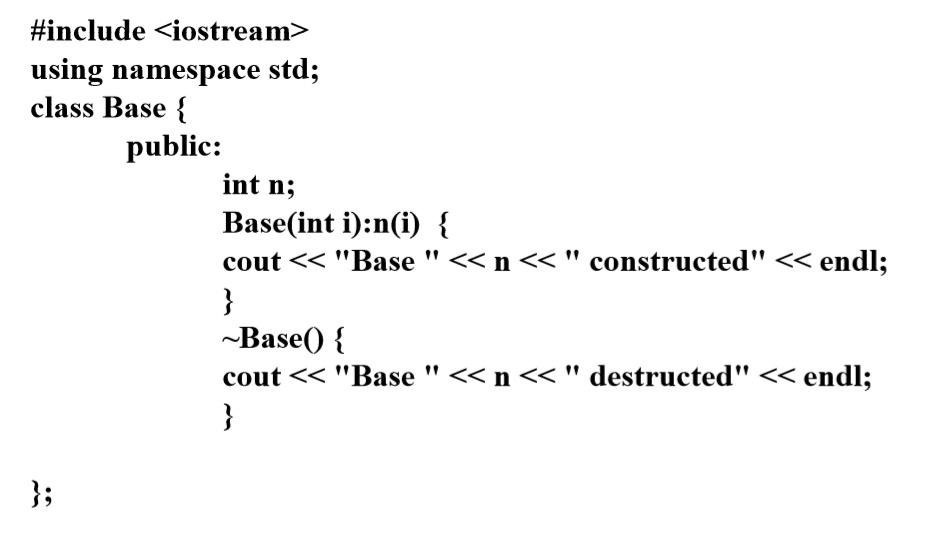 #include <iostream>
using namespace std;
class Base {
public:
int n;
Base(int i):n(i) {
cout << "Base " << n << " constructed" << endl;
}
~Base() {
cout << "Base " << n << " destructed" << endl;
}
};